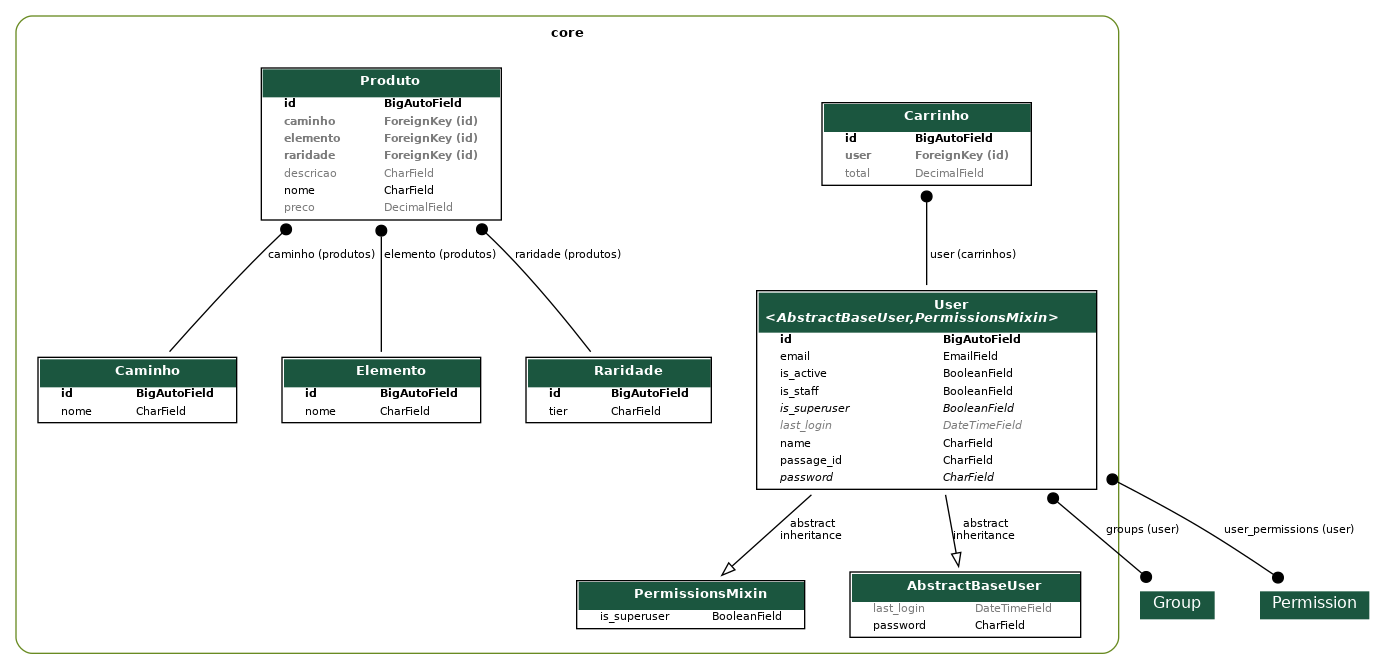 core
Produto
id BigAutoField
caminho ForeignKey (id)
elemento ForeignKey (id)
raridade ForeignKey (id)
descricao CharField
nome CharField
preco DecimalField
Carrinho
id BigAutoField
user ForeignKey (id)
total DecimalField
caminho (produtos)
elemento (produtos)
raridade (produtos)
user (carrinhos)
Caminho
id BigAutoField
nome CharField
Elemento
id BigAutoField
nome CharField
Raridade
id BigAutoField
tier CharField
User
<AbstractBaseUser,PermissionsMixin>
id BigAutoField
email EmailField
is_active BooleanField
is_staff BooleanField
is_superuser BooleanField
last_login DateTimeField
name CharField
passage_id CharField
password CharField
abstract
inheritance
abstract
inheritance
groups (user)
user_permissions (user)
PermissionsMixin
is_superuser BooleanField
AbstractBaseUser
last_login DateTimeField
password CharField
Group
Permission